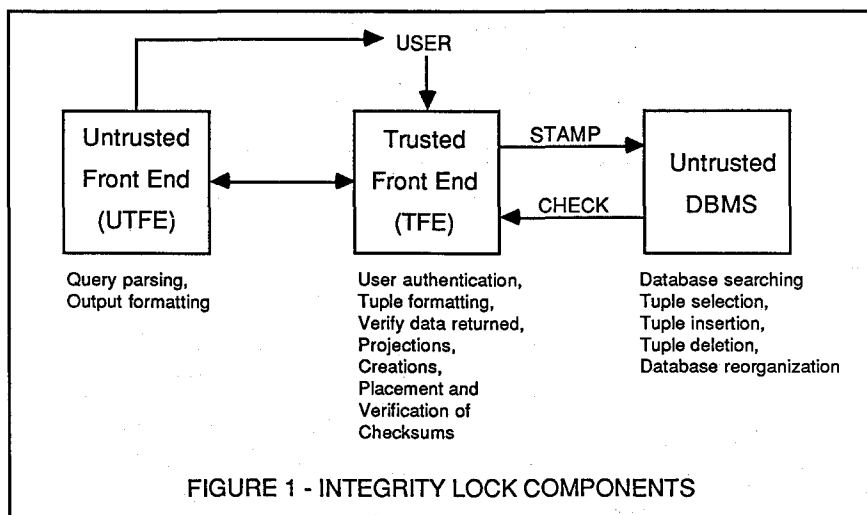 USER
Untrusted
Front End
(UTFE)
Trusted
Front End
(TFE)
STAMP
CHECK
Untrusted
DBMS
Query parsing,
Output formatting
User authentication,
Tuple formatting,
Verify data returned,
Projections,
Creations,
Placement and
Verification of
Checksums
Database searching
Tuple selection,
Tuple insertion,
Tuple deletion,
Database reorganization
FIGURE 1 - INTEGRITY LOCK COMPONENTS